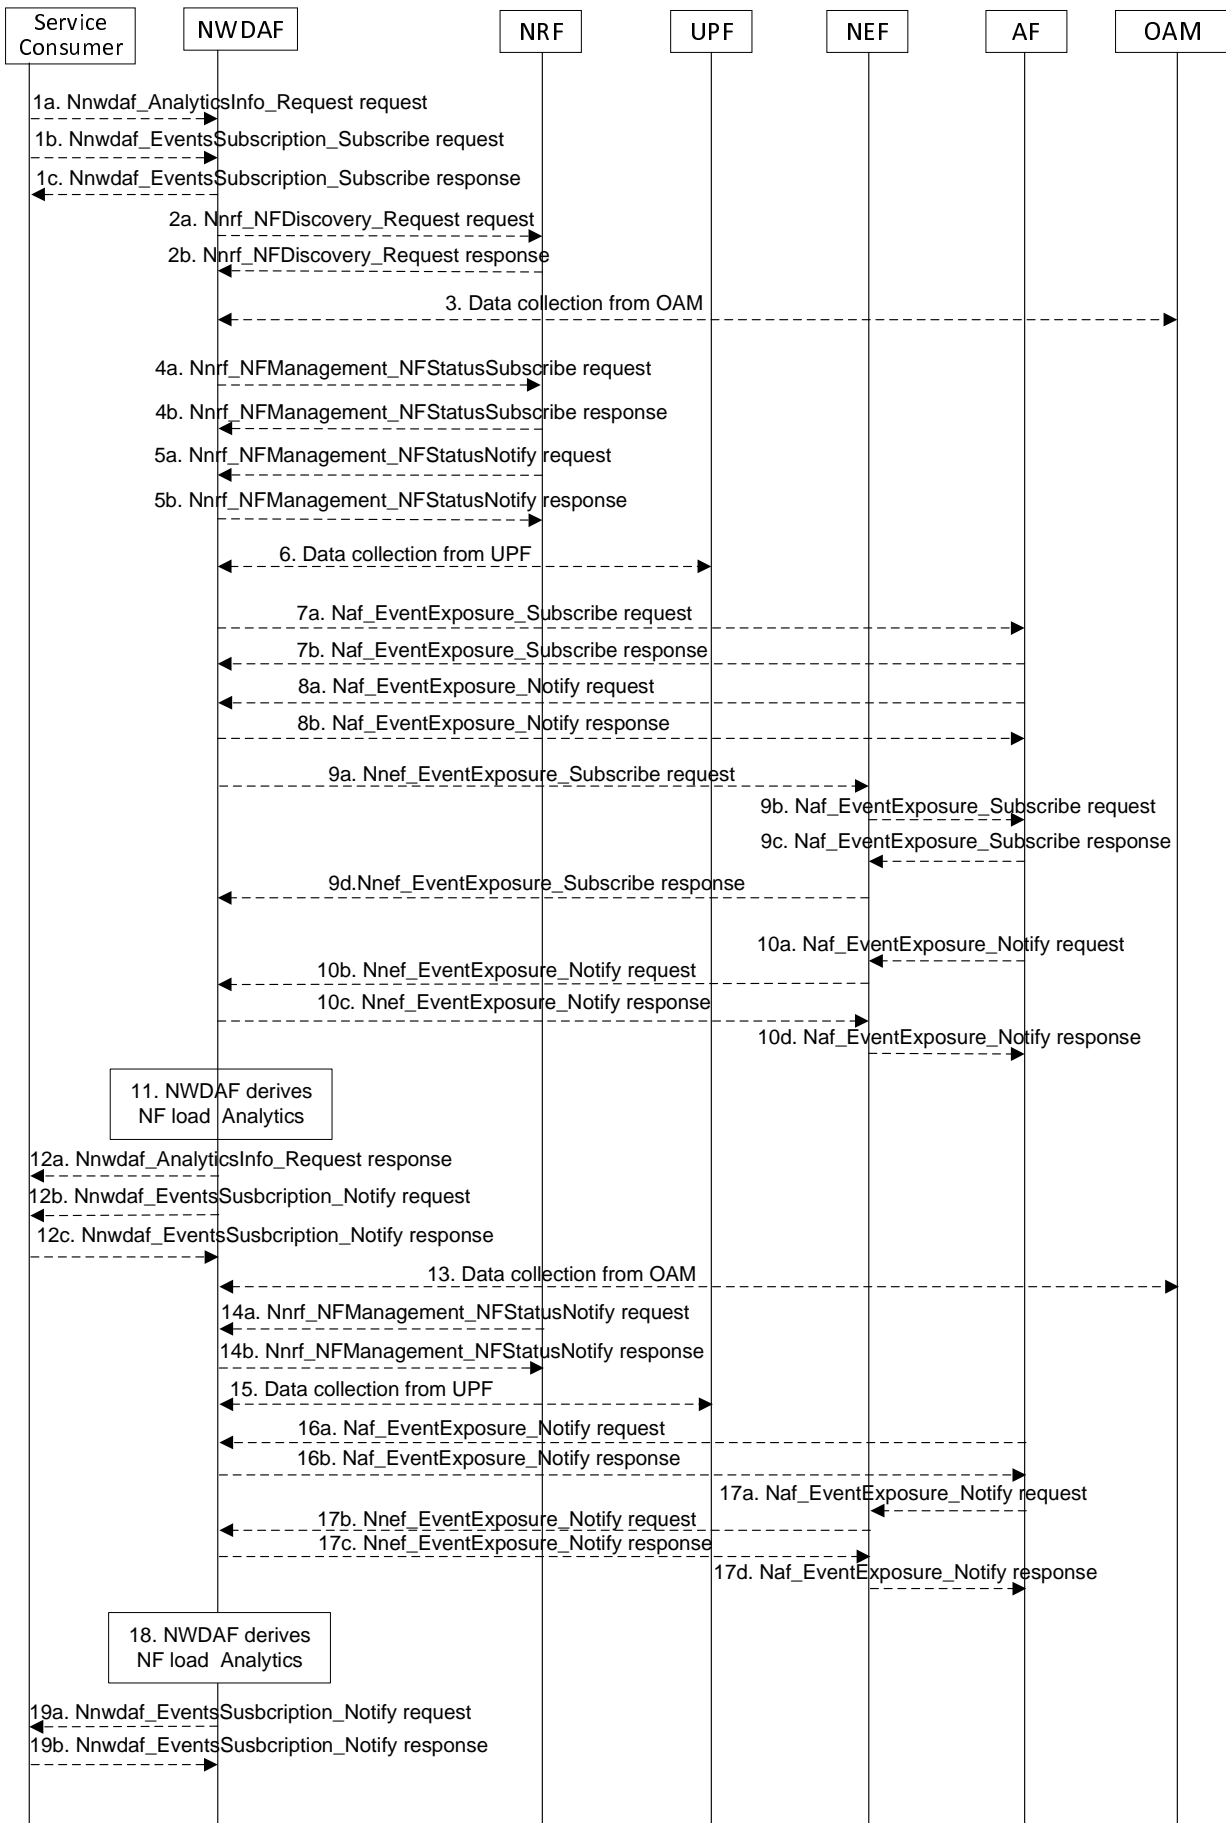 Service
Consumer
NWDAF
NRF
UPF
NEF
AF
OAM
1a. Nnwdaf_AnalyticsInfo_Request request
1b. Nnwdaf_EventsSubscription_Subscribe request
1c. Nnwdaf_EventsSubscription_Subscribe response
2a. Nnrf_NFDiscovery_Request request
2b. Nnrf_NFDiscovery_Request response
3. Data collection from OAM
4a. Nnrf_NFManagement_NFStatusSubscribe request
4b. Nnrf_NFManagement_NFStatusSubscribe response
5a. Nnrf_NFManagement_NFStatusNotify request
5b. Nnrf_NFManagement_NFStatusNotify response
6. Data collection from UPF
7a. Naf_EventExposure_Subscribe request
7b. Naf_EventExposure_Subscribe response
8a. Naf_EventExposure_Notify request
8b. Naf_EventExposure_Notify response
9a. Nnef_EventExposure_Subscribe request
9b. Naf_EventExposure_Subscribe request
9c. Naf_EventExposure_Subscribe response
9d.Nnef_EventExposure_Subscribe response
10a. Naf_EventExposure_Notify request
10b. Nnef_EventExposure_Notify request
10c. Nnef_EventExposure_Notify response
10d. Naf_EventExposure_Notify response
11. NWDAF derives
NF load Analytics
12a. Nnwdaf_AnalyticsInfo_Request response
12b. Nnwdaf_EventsSusbcription_Notify request
12c. Nnwdaf_EventsSusbcription_Notify response
13. Data collection from OAM
14a. Nnrf_NFManagement_NFStatusNotify request
14b. Nnrf_NFManagement_NFStatusNotify response
15. Data collection from UPF
16a. Naf_EventExposure_Notify request
16b. Naf_EventExposure_Notify response
17a. Naf_EventExposure_Notify request
17b. Nnef_EventExposure_Notify request
17c. Nnef_EventExposure_Notify response
17d. Naf_EventExposure_Notify response
18. NWDAF derives
NF load Analytics
19a. Nnwdaf_EventsSusbcription_Notify request
19b. Nnwdaf_EventsSusbcription_Notify response